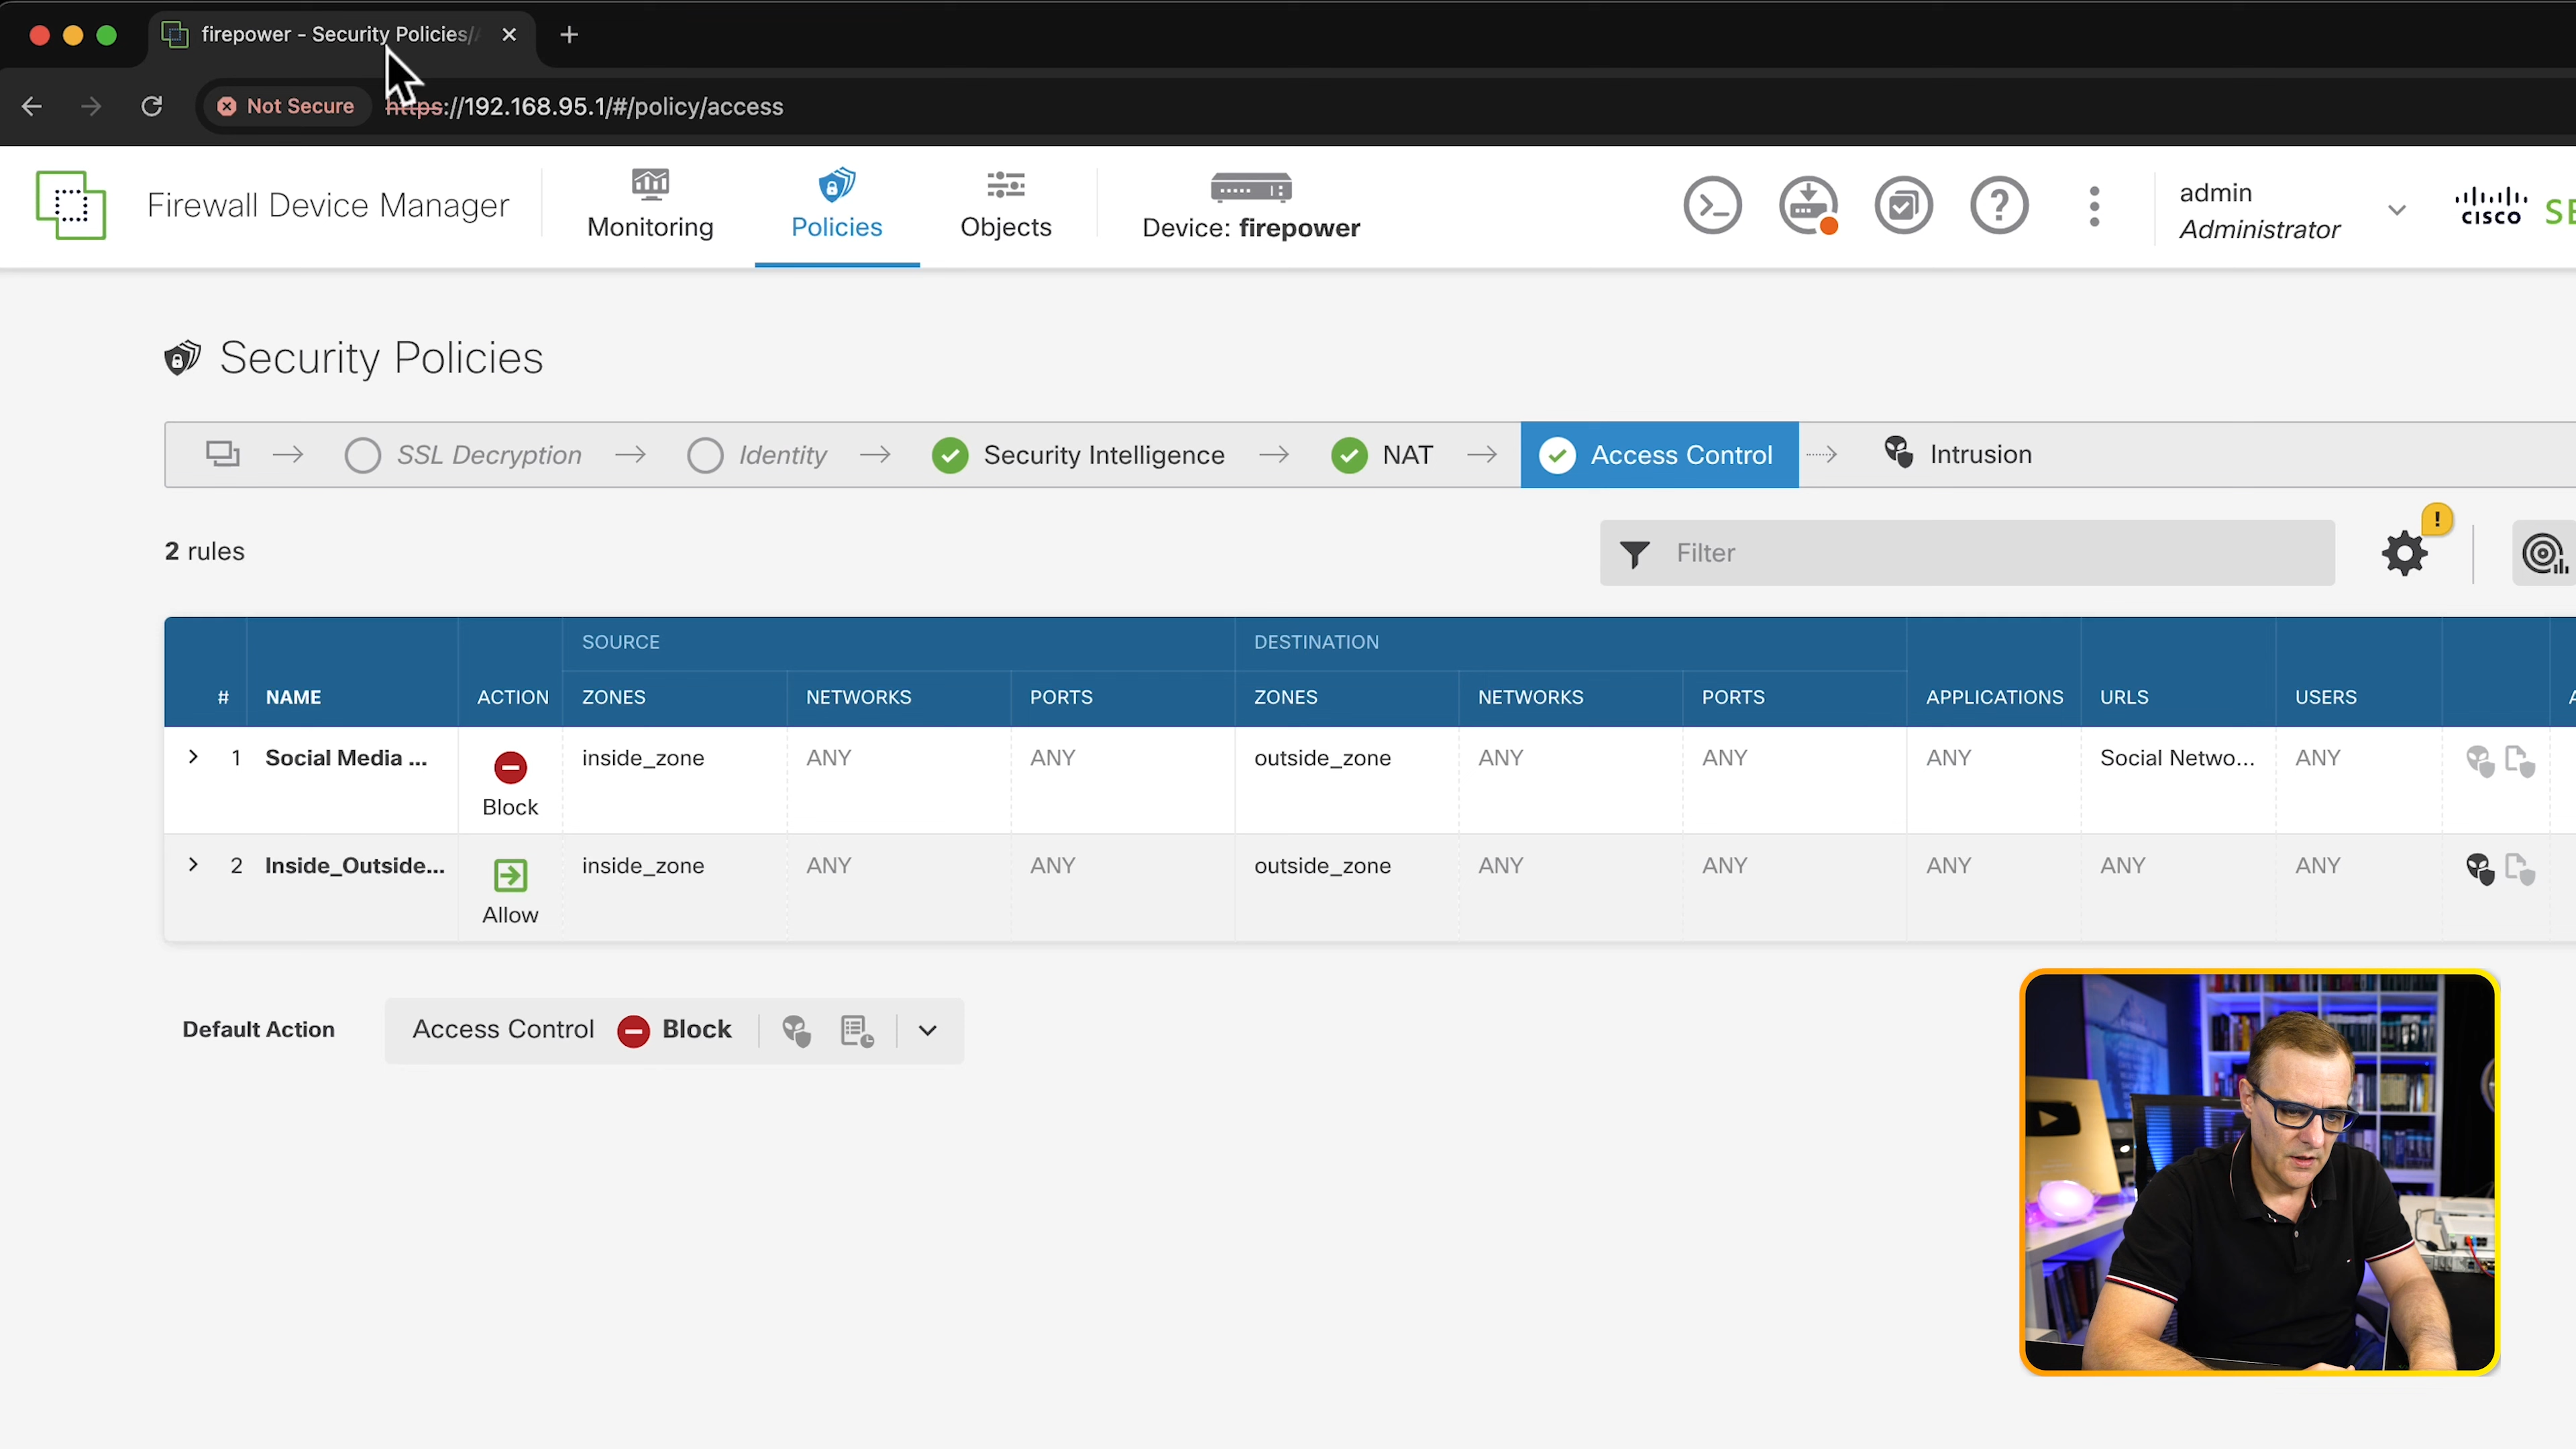 firepower - Security Policies/
Not Secure https://192.168.95.1/#/policy/access
Firewall Device Manager
Monitoring
Policies
Objects
Device: firepower
admin
Administrator
CISCO
Security Policies
SSL Decryption
Identity
Security Intelligence
NAT
Access Control
Intrusion
2 rules
Filter
SOURCE DESTINATION
# NAME ACTION ZONES NETWORKS PORTS ZONES NETWORKS PORTS APPLICATIONS URLS USERS
1 Social Media ... Block inside_zone ANY ANY outside_zone ANY ANY ANY Social Netwo... ANY
2 Inside_Outside... Allow inside_zone ANY ANY outside_zone ANY ANY ANY ANY ANY
Default Action Access Control Block